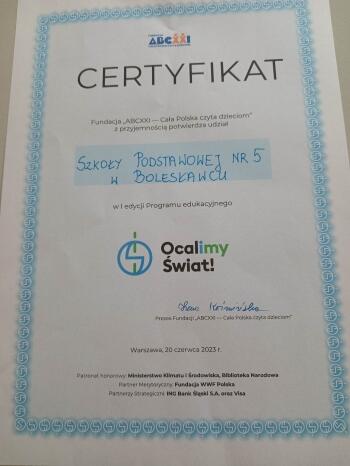 ABCXXI
CERTYFIKAT
Fundacja „ABCXXI — Cała Polska czyta dzieciom”
z przyjemnością potwierdza udział
SZKOŁY PODSTAWOWEJ NR 5
W BOLESŁAWCU
w I edycji Programu edukacyjnego
Ocalimy
Świat!
Prezes Fundacji „ABCXXI — Cała Polska czyta dzieciom”
Warszawa, 20 czerwca 2023 r.
Patronat honorowy: Ministerstwo Klimatu i Środowiska, Biblioteka Narodowa
Partner Merytoryczny: Fundacja WWF Polska
Partnerzy Strategiczni: ING Bank Śląski S.A. oraz Visa